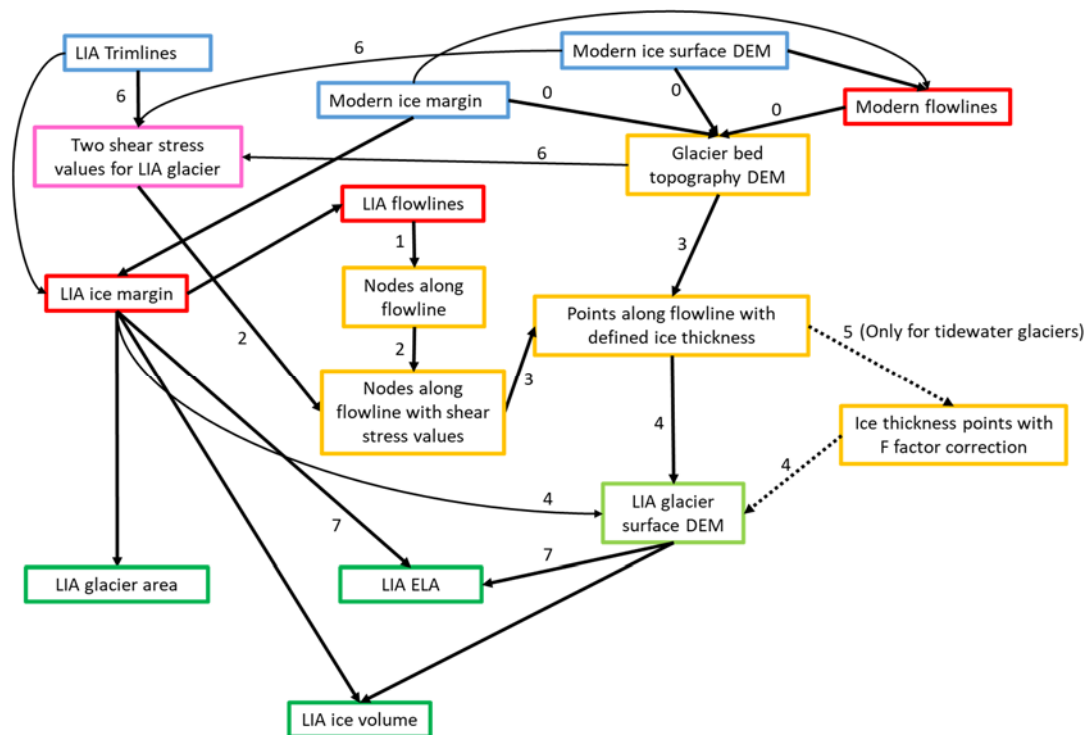 LIA Trimlines
6
Modern ice surface DEM
6
Modern ice margin
0
0
0
Modern flowlines
Two shear stress
values for LIA glacier
6
Glacier bed
topography DEM
LIA flowlines
1
3
LIA ice margin
Nodes along
flowline
Points along flowline with
defined ice thickness
5 (Only for tidewater glaciers)
2
2
3
Nodes along
flowline with shear
stress values
4
Ice thickness points with
F factor correction
4
4
LIA glacier
surface DEM
7
7
LIA glacier area
LIA ELA
LIA ice volume